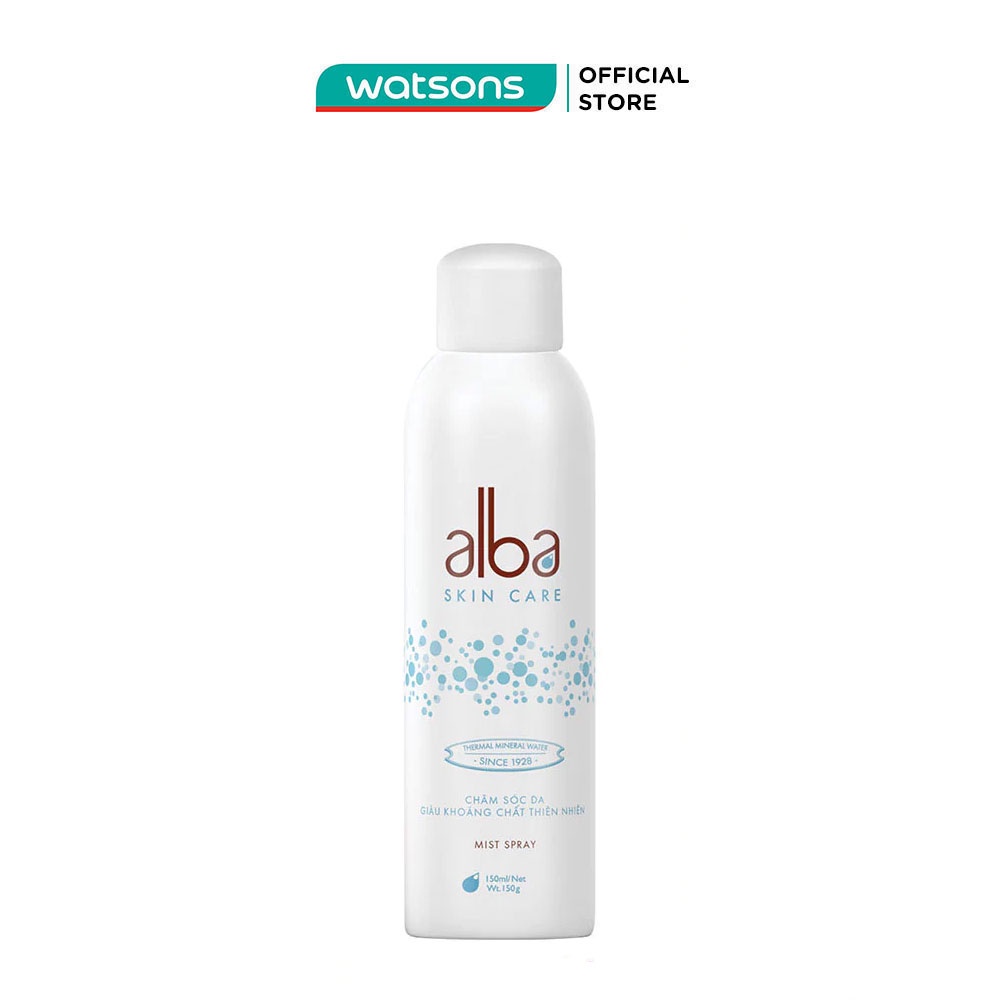 watsons
OFFICIAL
STORE
alba
SKIN CARE
THERMAL MINERAL WATER
- SINCE 1928 -
CHĂM SÓC DA
GIÀU KHOÁNG CHẤT THIÊN NHIÊN
MIST SPRAY
150ml/Net
Wt.150g